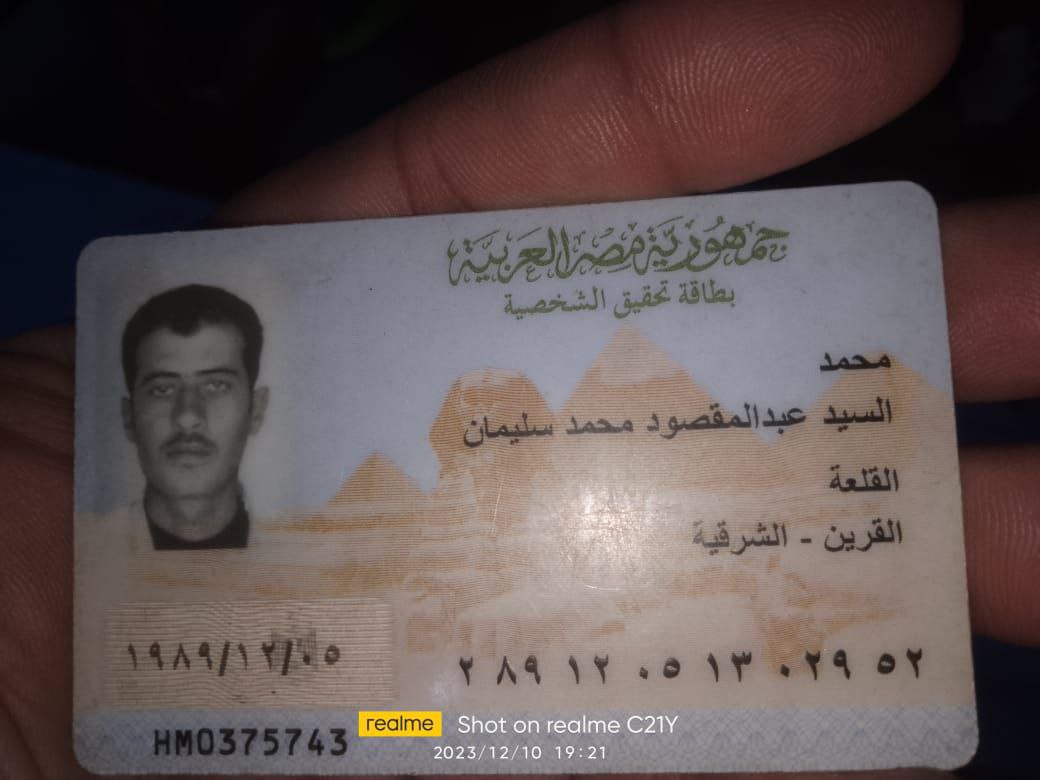 جمهورية مصر العربية
بطاقة تحقيق الشخصية
محمد
السيد عبدالمقصود محمد سليمان
القلعة
القرين - الشرقية
٢ ٨٩ ١٢ ٠٥ ١٣ ٠٢٩ ٥٢
١٩٨٩/١٢/٠٥
HM0375743
realme Shot on realme C21Y
2023/12/10 19:21